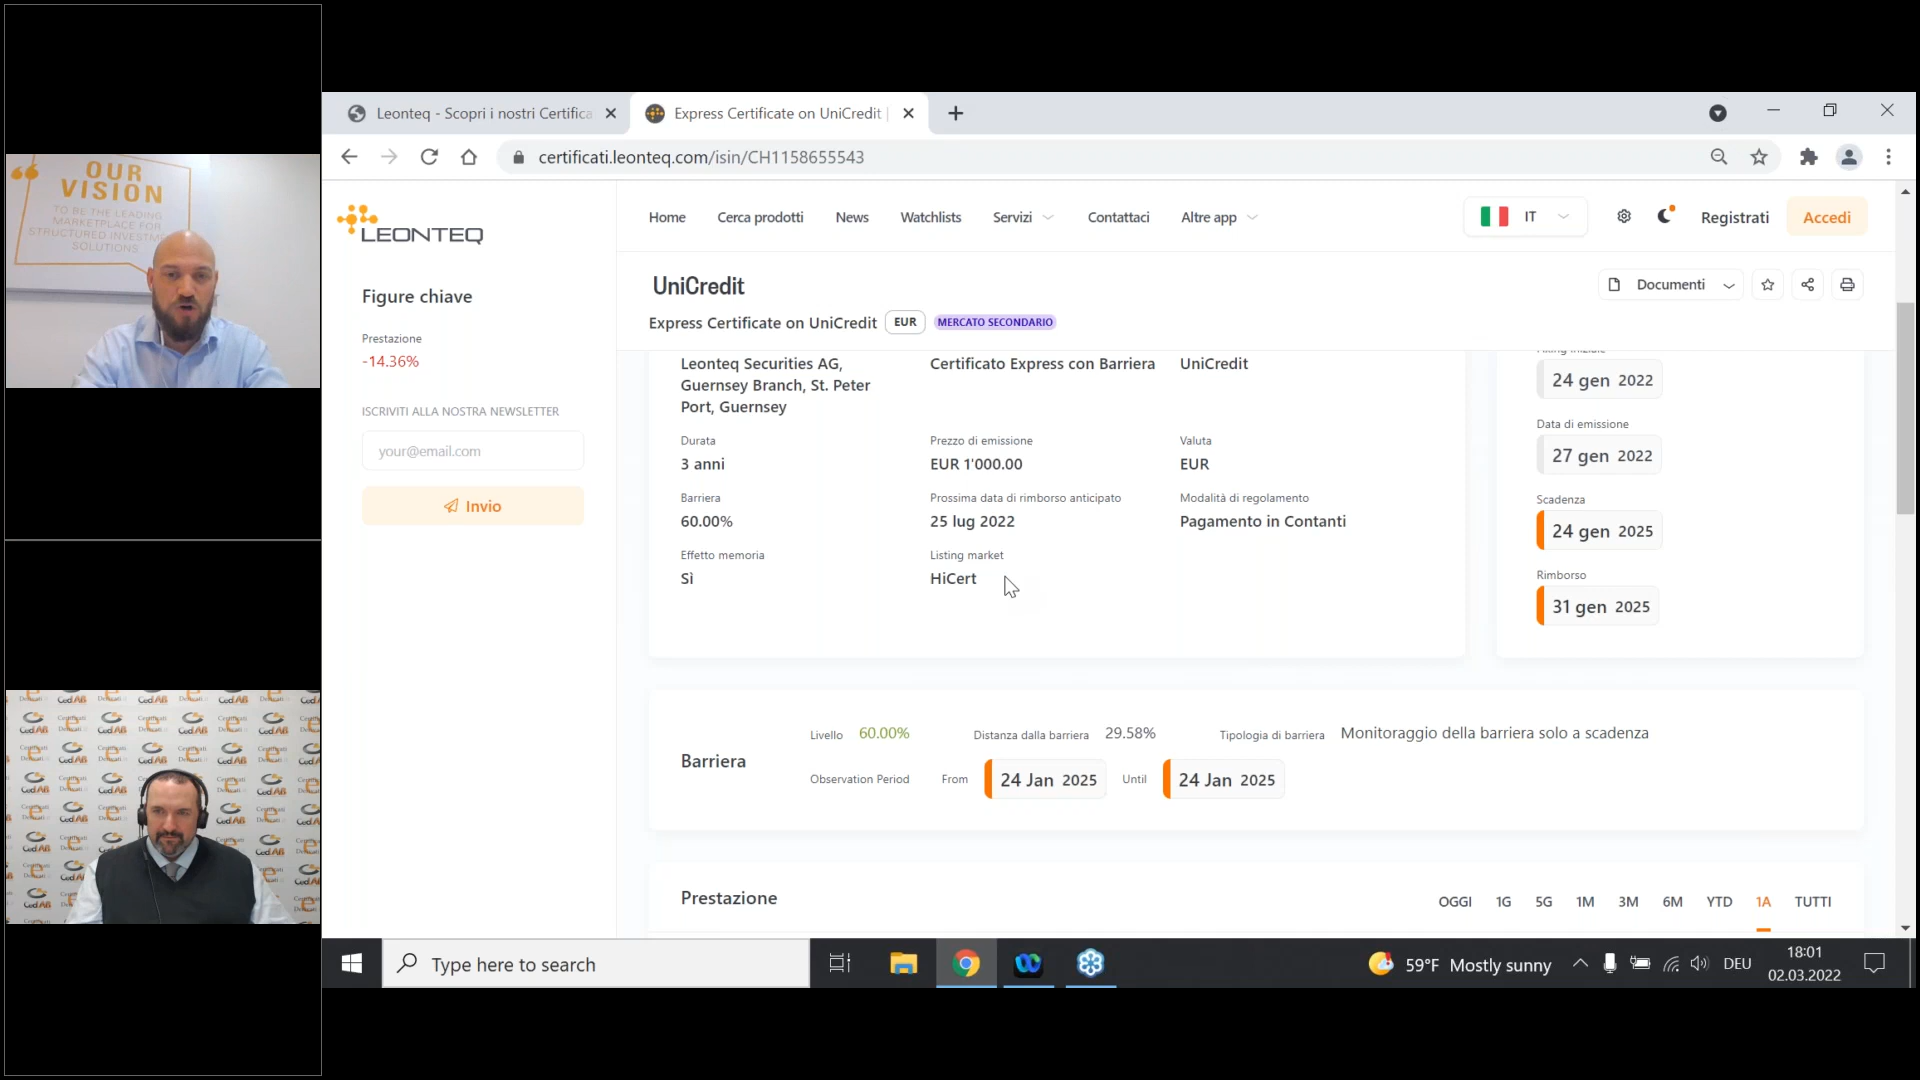 OUR
VISION
TO BE THE LEADING
MARKETPLACE FOR
STRUCTURED INVESTME
SOLUTIONS.
Leonteq - Scopri i nostri Certifica
Express Certificate on UniCredit |
certificati.leonteq.com/isin/CH1158655543
LEONTEQ
Home
Cerca prodotti
News
Watchlists
Servizi
Contattaci
Altre app
IT
Registrati
Accedi
Figure chiave
Prestazione
-14.36%
ISCRIVITI ALLA NOSTRA NEWSLETTER
your@email.com
Invio
UniCredit
Documenti
Express Certificate on UniCredit EUR MERCATO SECONDARIO
Leonteq Securities AG,
Guernsey Branch, St. Peter
Port, Guernsey
Certificato Express con Barriera
UniCredit
Durata
3 anni
Prezzo di emissione
EUR 1'000.00
Valuta
EUR
Barriera
60.00%
Prossima data di rimborso anticipato
25 lug 2022
Modalità di regolamento
Pagamento in Contanti
Effetto memoria
Sì
Listing market
HiCert
24 gen 2022
Data di emissione
27 gen 2022
Scadenza
24 gen 2025
Rimborso
31 gen 2025
Barriera
Livello 60.00%
Distanza dalla barriera 29.58%
Tipologia di barriera Monitoraggio della barriera solo a scadenza
Observation Period From 24 Jan 2025 Until 24 Jan 2025
Prestazione
OGGI 1G 5G 1M 3M 6M YTD 1A TUTTI
Type here to search
59°F Mostly sunny
DEU
18:01
02.03.2022